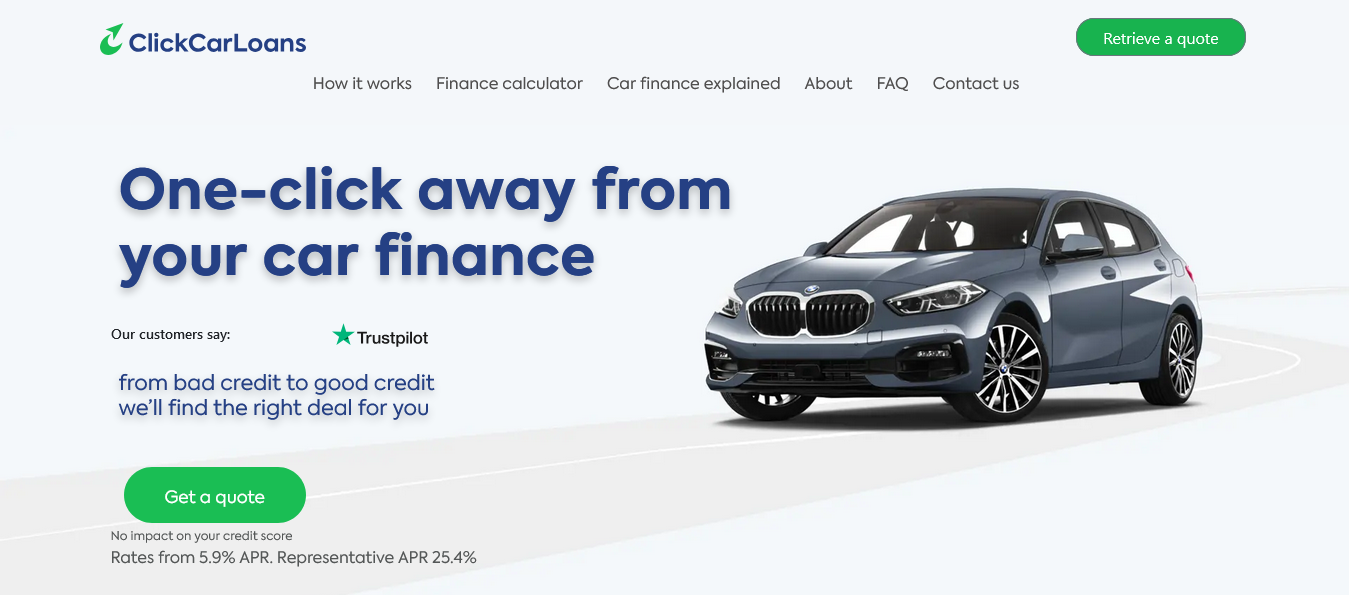 ClickCarLoans
Retrieve a quote
How it works Finance calculator Car finance explained About FAQ Contact us
One-click away from
your car finance
Our customers say: Trustpilot
from bad credit to good credit
we'll find the right deal for you
Get a quote
No impact on your credit score
Rates from 5.9% APR. Representative APR 25.4%